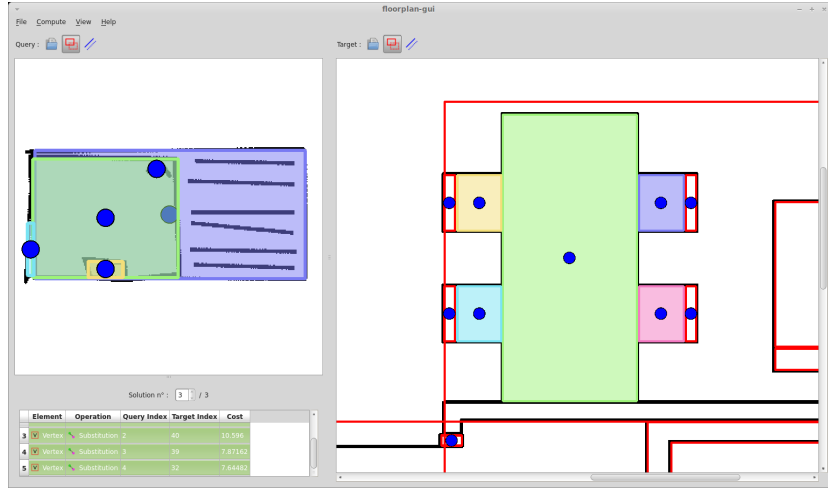 floorplan-gui
File Compute View Help
Query : Target :
Solution n° : 3 / 3
Element Operation Query Index Target Index Cost
3 Vertex Substitution 2 40 10.596
4 Vertex Substitution 3 39 7.87162
5 Vertex Substitution 4 32 7.64482